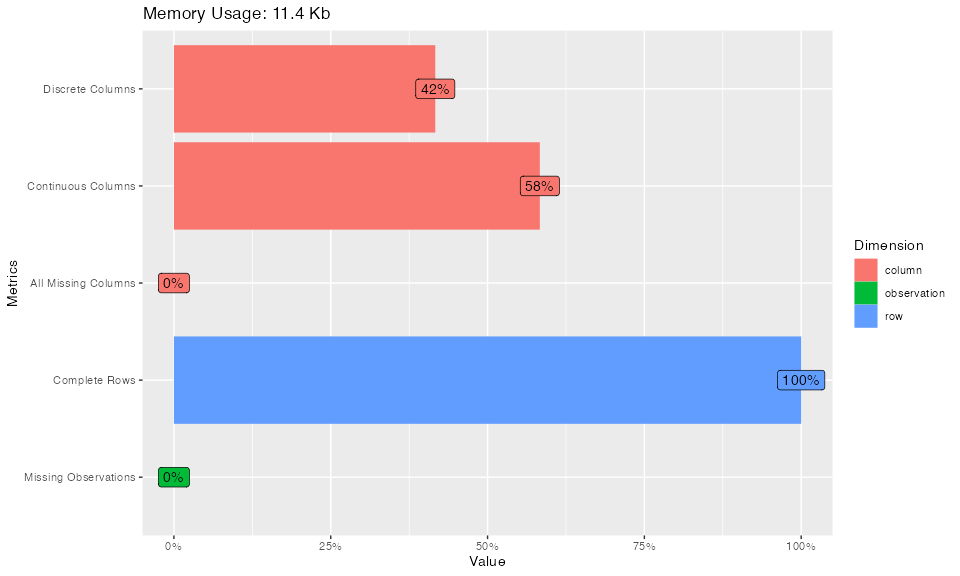 Memory Usage: 11.4 Kb
Discrete Columns
42%
Continuous Columns
58%
All Missing Columns
0%
Complete Rows
100%
Missing Observations
0%
Metrics
0%
25%
50%
75%
100%
Value
Dimension
column
observation
row